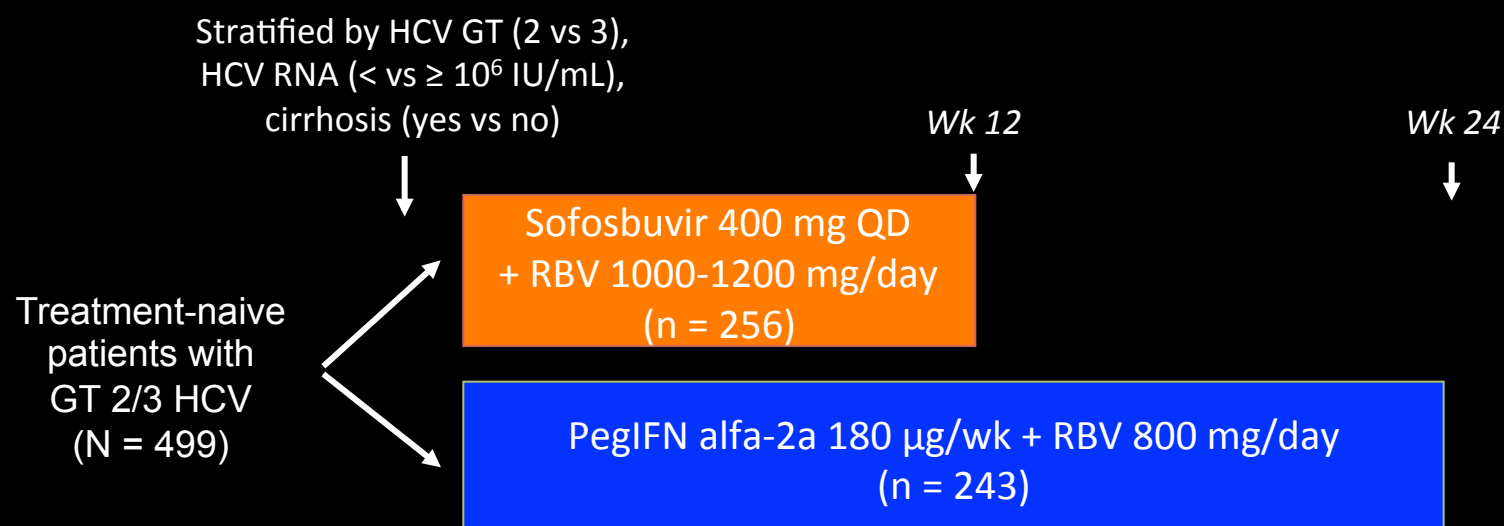 Stratified by HCV GT (2 vs 3),
HCV RNA (< vs ≥ 10⁶ IU/mL),
cirrhosis (yes vs no)
Wk 12
Wk 24
Sofosbuvir 400 mg QD
+ RBV 1000-1200 mg/day
(n = 256)
Treatment-naive
patients with
GT 2/3 HCV
(N = 499)
PegIFN alfa-2a 180 µg/wk + RBV 800 mg/day
(n = 243)